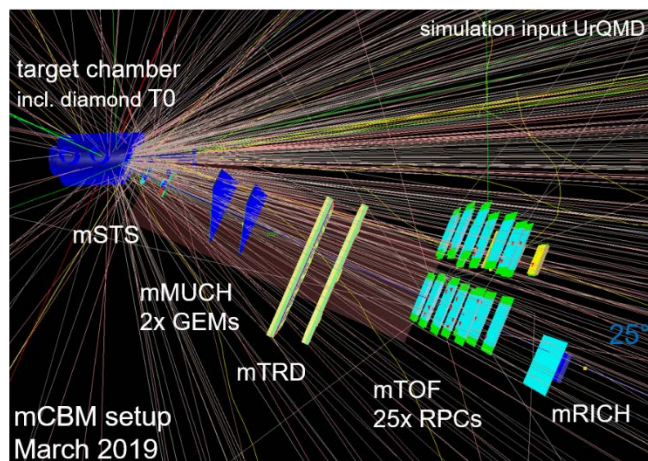 simulation input UrQMD
target chamber
incl. diamond T0
mSTS
mMUCH
2x GEMs
mTRD
mTOF
25x RPCs
25°
mRICH
mCBM setup
March 2019